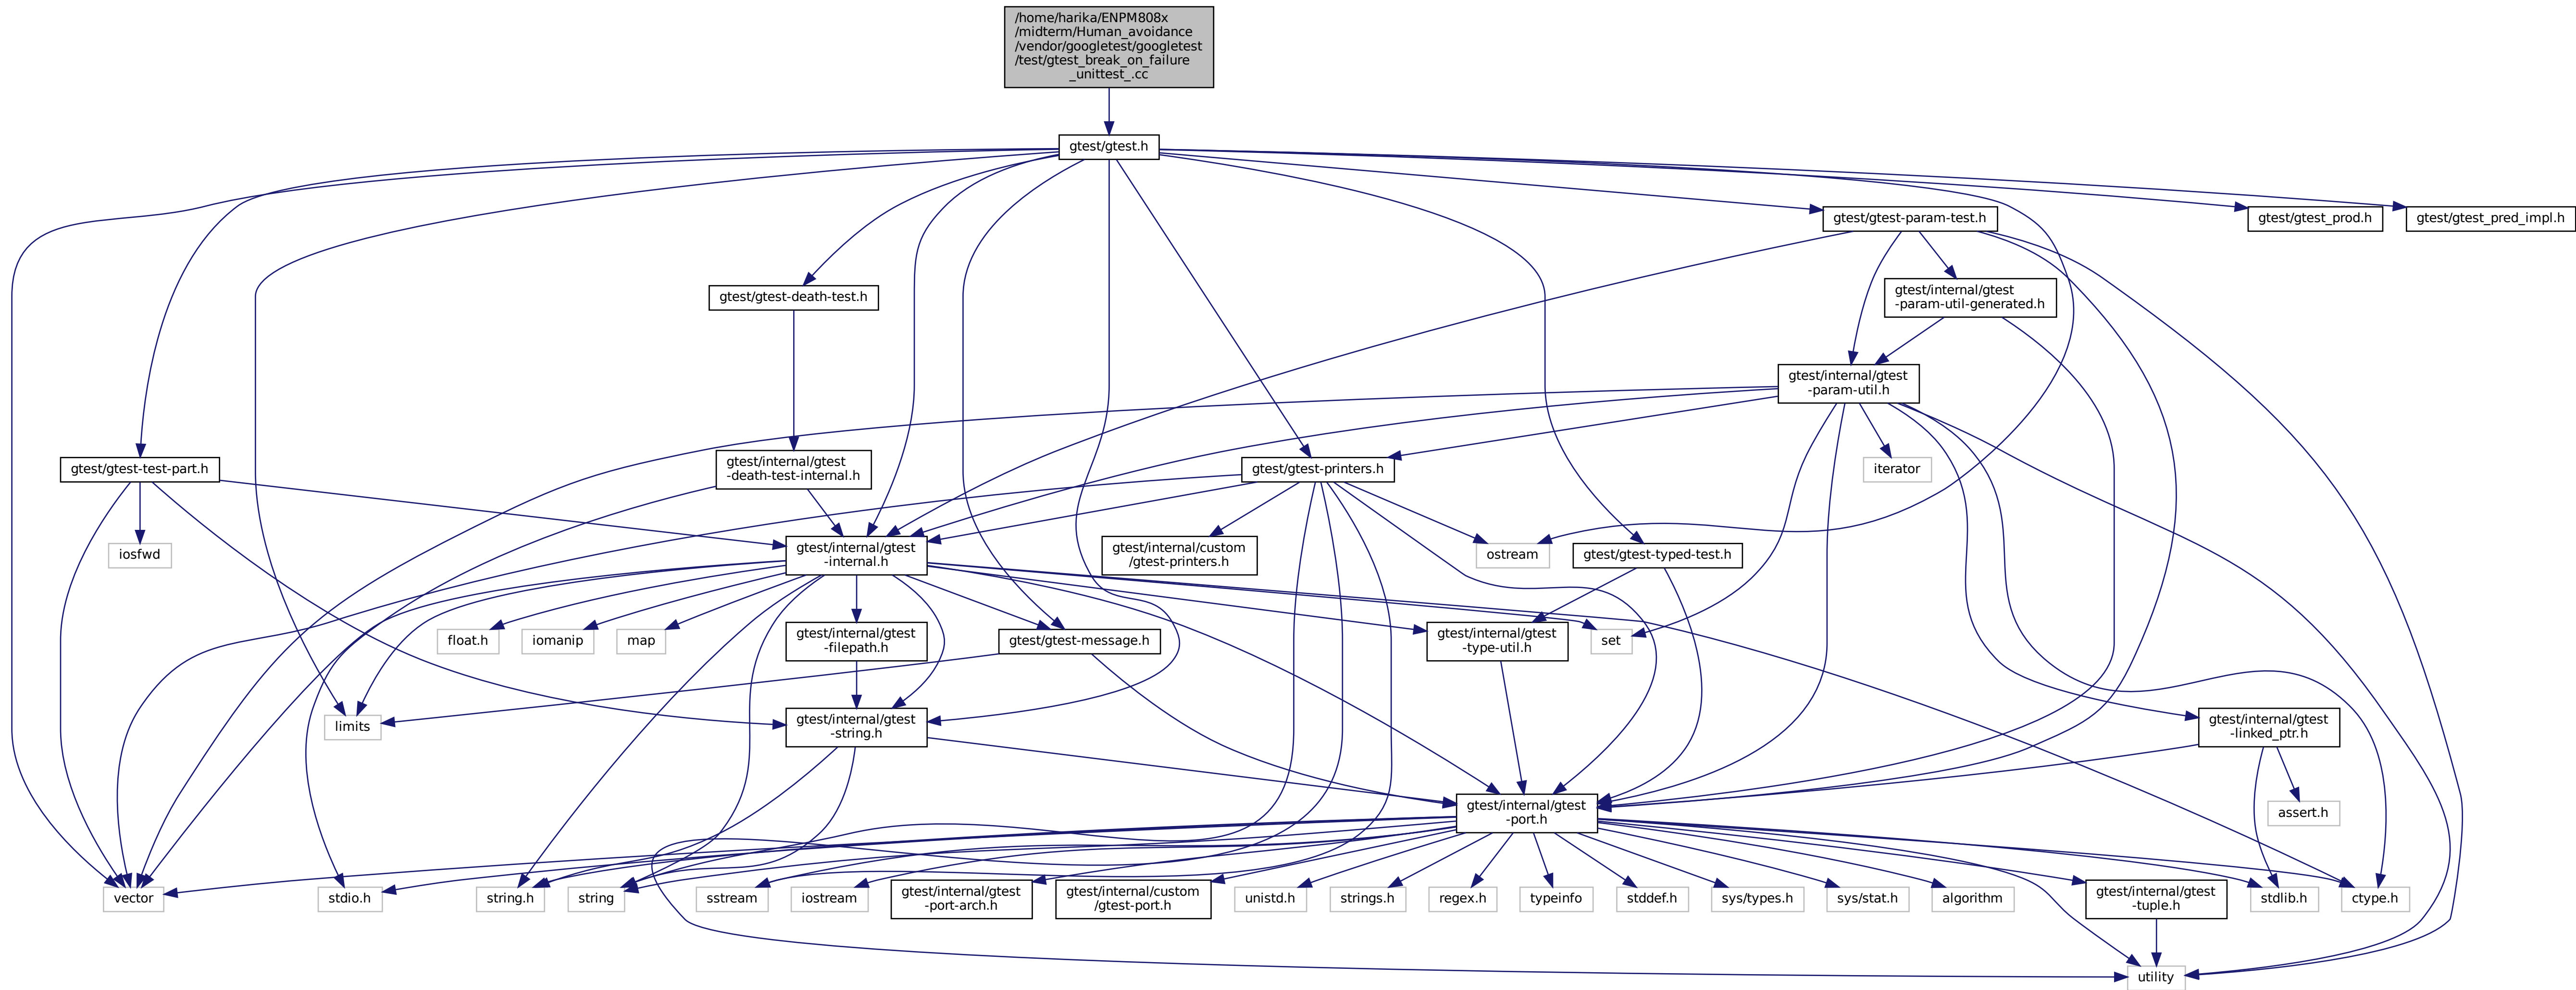 /home/harika/ENPM808x
/midterm/Human_avoidance
/vendor/googletest/googletest
/test/gtest_break_on_failure
_unittest_.cc
gtest/gtest.h
gtest/gtest-param-test.h
gtest/gtest_prod.h
gtest/gtest_pred_impl.h
gtest/gtest-death-test.h
gtest/internal/gtest
-param-util-generated.h
gtest/internal/gtest
-param-util.h
gtest/gtest-test-part.h
gtest/internal/gtest
-death-test-internal.h
gtest/gtest-printers.h
iterator
iosfwd
gtest/internal/gtest
-internal.h
gtest/internal/custom
/gtest-printers.h
ostream
gtest/gtest-typed-test.h
float.h
iomanip
map
gtest/internal/gtest
-filepath.h
gtest/gtest-message.h
gtest/internal/gtest
-type-util.h
set
limits
gtest/internal/gtest
-string.h
gtest/internal/gtest
-linked_ptr.h
gtest/internal/gtest
-port.h
assert.h
vector
stdio.h
string.h
string
sstream
iostream
gtest/internal/gtest
-port-arch.h
gtest/internal/custom
/gtest-port.h
unistd.h
strings.h
regex.h
typeinfo
stddef.h
sys/types.h
sys/stat.h
algorithm
gtest/internal/gtest
-tuple.h
stdlib.h
ctype.h
utility